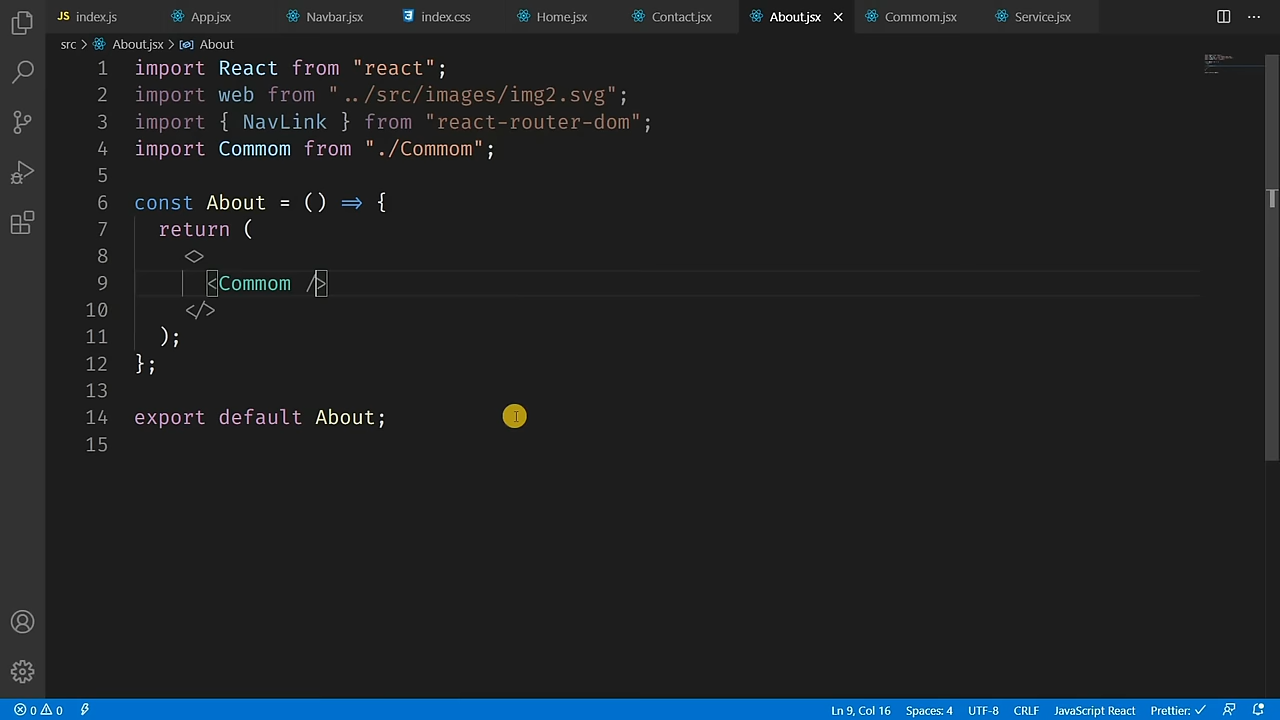 JS index.js App.jsx Navbar.jsx index.css Home.jsx Contact.jsx About.jsx Commom.jsx Service.jsx
src > About.jsx > About
1 import React from "react";
2 import web from "../src/images/img2.svg";
3 import { NavLink } from "react-router-dom";
4 import Commom from "./Commom";
5
6 const About = () => {
7 return (
8 <>
9 <Commom />
10 </>
11 );
12 };
13
14 export default About;
15
0 0 Ln 9, Col 16 Spaces: 4 UTF-8 CRLF JavaScript React Prettier: ✓